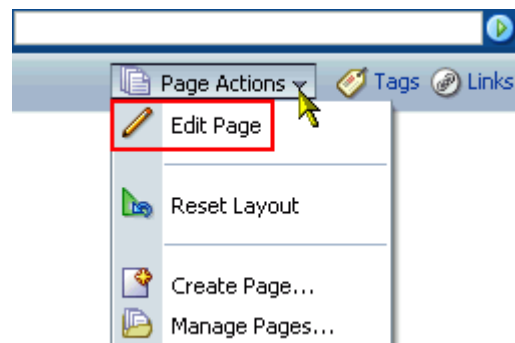 Page Actions Tags Links
Edit Page
Reset Layout
Create Page...
Manage Pages...